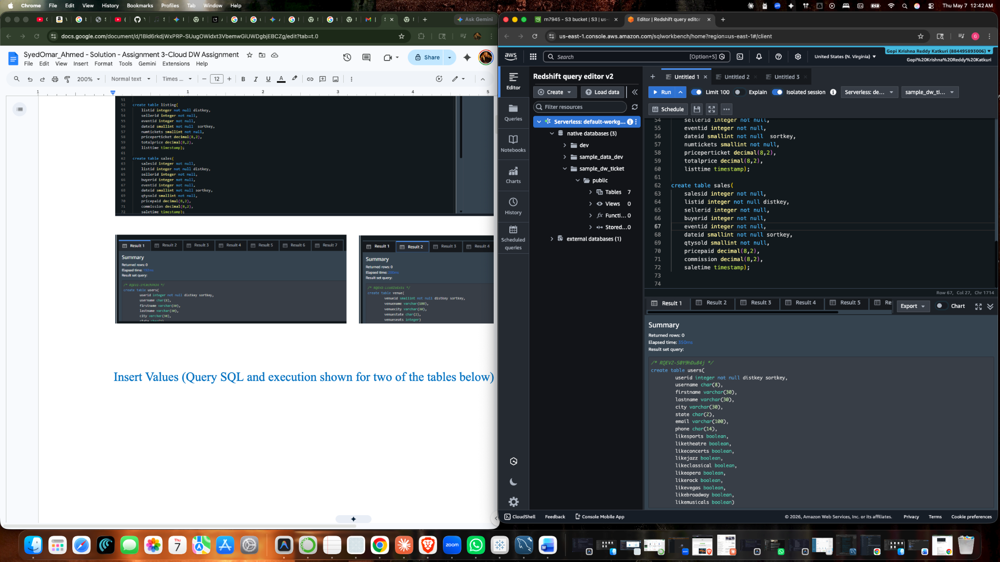 Chrome File Edit View History Bookmarks Profiles Tab Window Help
Thu May 7 12:42 AM
Ask Gemini
docs.google.com/document/d/1Bld6rkdjWxPRP-SUugOWidxt3VbemwGiUWDgbjEBCZg/edit?tab=t.0
SyedOmar_Ahmed - Solution - Assignment 3-Cloud DW Assignment
File Edit View Insert Format Tools Gemini Extensions Help
Share
200% Normal text Times ... 12 B I U A
1 1 2 3 4 5
51
52 create table listing(
53 listid integer not null distkey,
54 sellerid integer not null,
55 eventid integer not null,
56 dateid smallint not null sortkey,
57 numtickets smallint not null,
58 priceperticket decimal(8,2),
59 totalprice decimal(8,2),
60 listtime timestamp);
61
62 create table sales(
63 salesid integer not null,
64 listid integer not null distkey,
65 sellerid integer not null,
66 buyerid integer not null,
67 eventid integer not null,
68 dateid smallint not null sortkey,
69 qtysold smallint not null,
70 pricepaid decimal(8,2),
71 commission decimal(8,2),
72 saletime timestamp);
Result 1 Result 2 Result 3 Result 4 Result 5 Result 6 Result 7
Summary
Returned rows: 0
Elapsed time: 192ms
Result set query:
create table users(
userid integer not null distkey sortkey,
username char(8),
firstname varchar(30),
lastname varchar(30),
city varchar(30),
state char(2),
Result 1 Result 2 Result 3 Result 4
Summary
Returned rows: 0
Elapsed time: 200ms
Result set query:
create table venue(
venueid smallint not null distkey sortkey,
venuename varchar(100),
venuecity varchar(30),
venuestate char(2),
venueseats integer)
Insert Values (Query SQL and execution shown for two of the tables below)
rn7945 - S3 bucket | S3 | us- Editor | Redshift query editor
us-east-1.console.aws.amazon.com/sqlworkbench/home?region=us-east-1#/client
G
aws Search [Option+S] United States (N. Virginia)
Gopi Krishna Reddy Katkuri (884495893006)
Gopi%20Krishna%20Reddy%20Katkuri
Editor
Queries
Notebooks
Charts
History
Scheduled queries
Redshift query editor v2
Create Load data
Filter resources
Serverless: default-workg...
native databases (3)
dev
sample_data_dev
sample_dw_ticket
public
Tables 7
Views 0
fx Functi... 0
Stored... 0
external databases (1)
Untitled 1 Untitled 2 Untitled 3
Run Limit 100 Explain Isolated session Serverless: de... sample_dw_ti...
Schedule
54 sellerid integer not null,
55 eventid integer not null,
56 dateid smallint not null sortkey,
57 numtickets smallint not null,
58 priceperticket decimal(8,2),
59 totalprice decimal(8,2),
60 listtime timestamp);
61
62 create table sales(
63 salesid integer not null,
64 listid integer not null distkey,
65 sellerid integer not null,
66 buyerid integer not null,
67 eventid integer not null,
68 dateid smallint not null sortkey,
69 qtysold smallint not null,
70 pricepaid decimal(8,2),
71 commission decimal(8,2),
72 saletime timestamp);
73
74
Row 67, Col 27, Chr 1714
Result 1 Result 2 Result 3 Result 4 Result 5 Re Export Chart
Summary
Returned rows: 0
Elapsed time: 350ms
Result set query:
/* RQEV2-S0Y9hDu84j */
create table users(
userid integer not null distkey sortkey,
username char(8),
firstname varchar(30),
lastname varchar(30),
city varchar(30),
state char(2),
email varchar(100),
phone char(14),
likesports boolean,
liketheatre boolean,
likeconcerts boolean,
likejazz boolean,
likeclassical boolean,
likeopera boolean,
likerock boolean,
likevegas boolean,
likebroadway boolean,
likemusicals boolean)
CloudShell Feedback Console Mobile App © 2026, Amazon Web Services, Inc. or its affiliates. Privacy Terms Cookie preferences
Thu
7
zoom